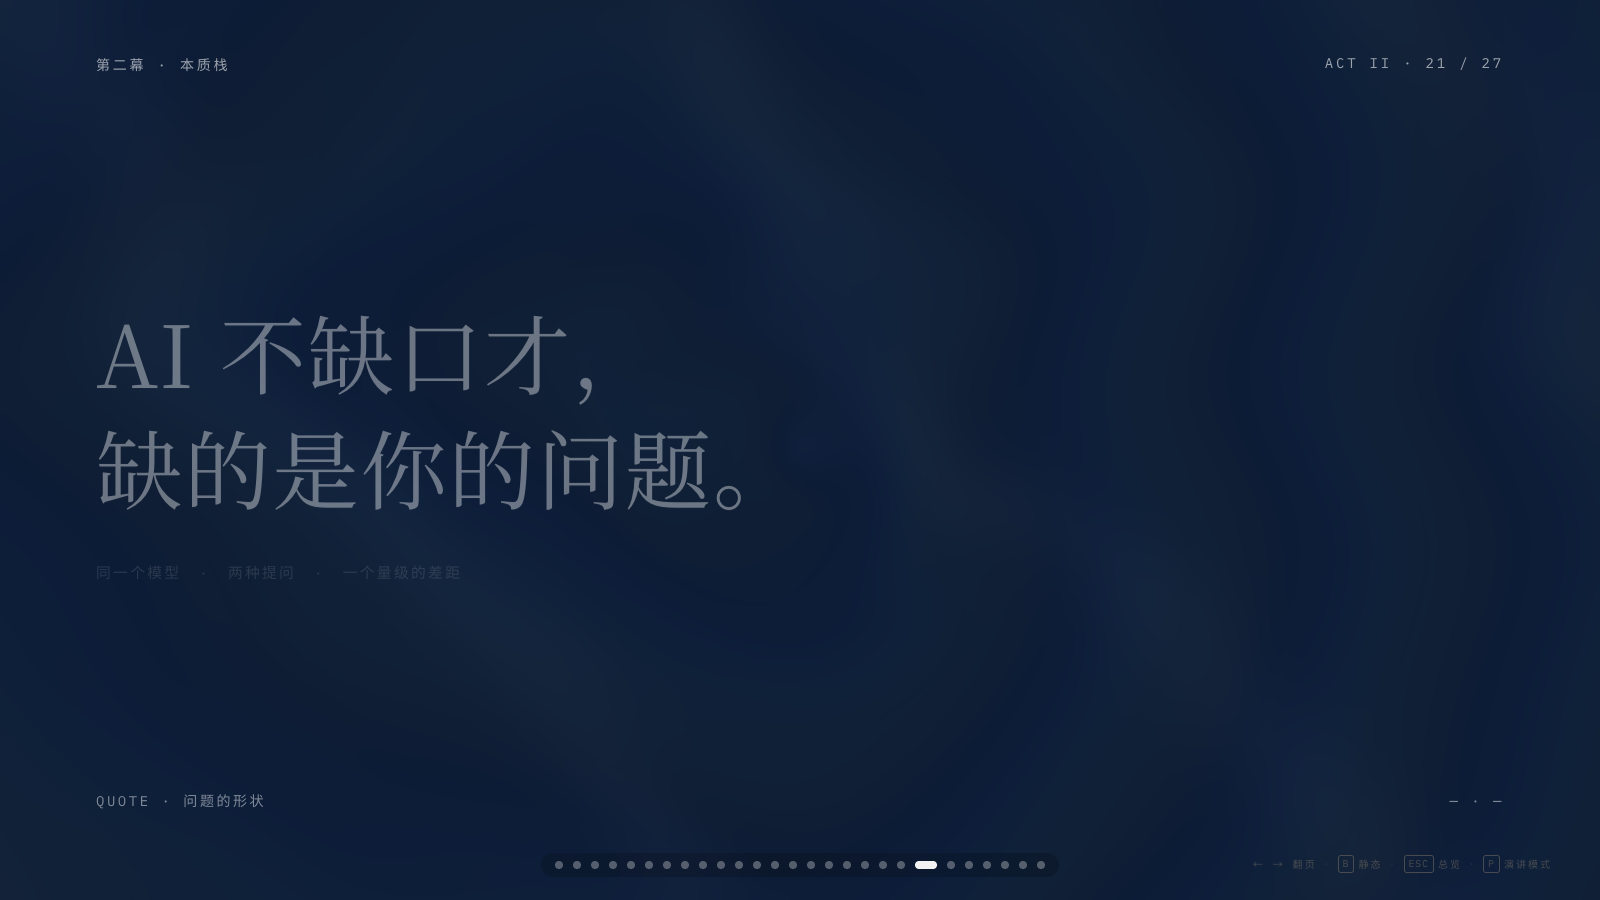 第二幕 · 本质栈
ACT II · 21 / 27
AI 不缺口才，
缺的是你的问题。
同一个模型 · 两种提问 · 一个量级的差距
QUOTE · 问题的形状
— · —
← → 翻页 · B 静态 · ESC 总览 · P 演讲模式